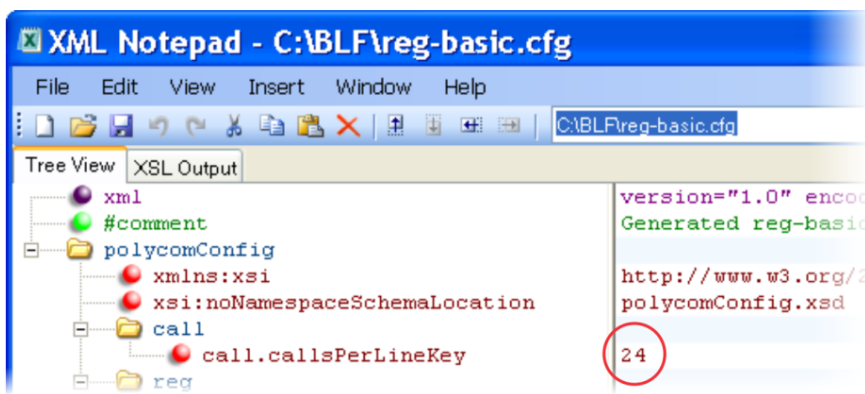 XML Notepad - C:\BLF\reg-basic.cfg
File Edit View Insert Window Help
C:\BLF\reg-basic.cfg
Tree View XSL Output
xml version="1.0" enco
#comment Generated reg-basic
polycomConfig
xmlns:xsi http://www.w3.org/2
xsi:noNamespaceSchemaLocation polycomConfig.xsd
call
call.callsPerLineKey 24
reg